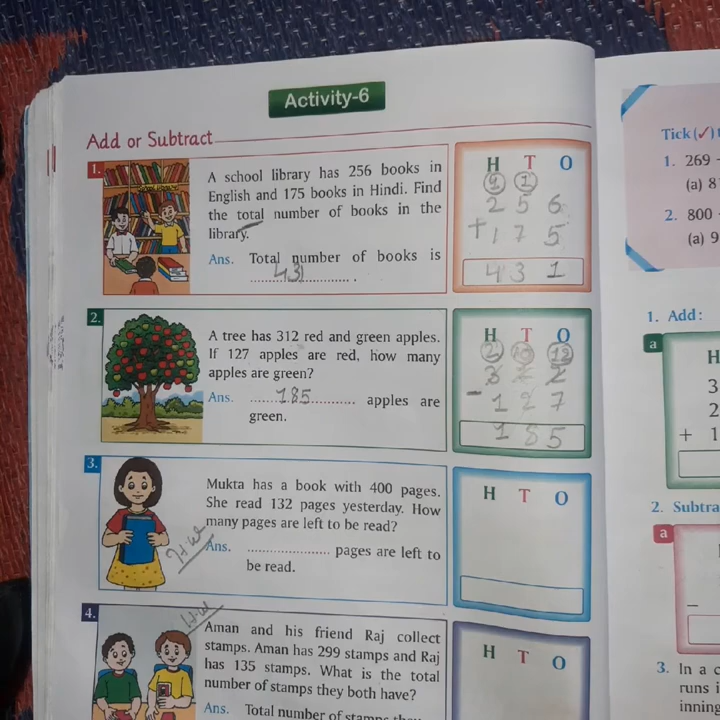 Activity-6
Add or Subtract
1.
A school library has 256 books in
English and 175 books in Hindi. Find
the total number of books in the
library.
Ans. Total number of books is
431 .
H T O
1 1
2 5 6
+ 1 7 5
4 3 1
2.
A tree has 312 red and green apples.
If 127 apples are red, how many
apples are green?
Ans. 185 apples are
green.
H T O
2 10 12
3 1 2
- 1 2 7
1 8 5
3.
Mukta has a book with 400 pages.
She read 132 pages yesterday. How
many pages are left to be read?
H.W
Ans. .................... pages are left to
be read.
H T O
4.
H.W
Aman and his friend Raj collect
stamps. Aman has 299 stamps and Raj
has 135 stamps. What is the total
number of stamps they both have?
Ans. Total number of stamps they
H T O
Tick (✓)
1. 269
(a) 8
2. 800
(a) 9
1. Add:
a
H
3
2
+ 1
2. Subtra
a
−
3. In a c
runs i
inning